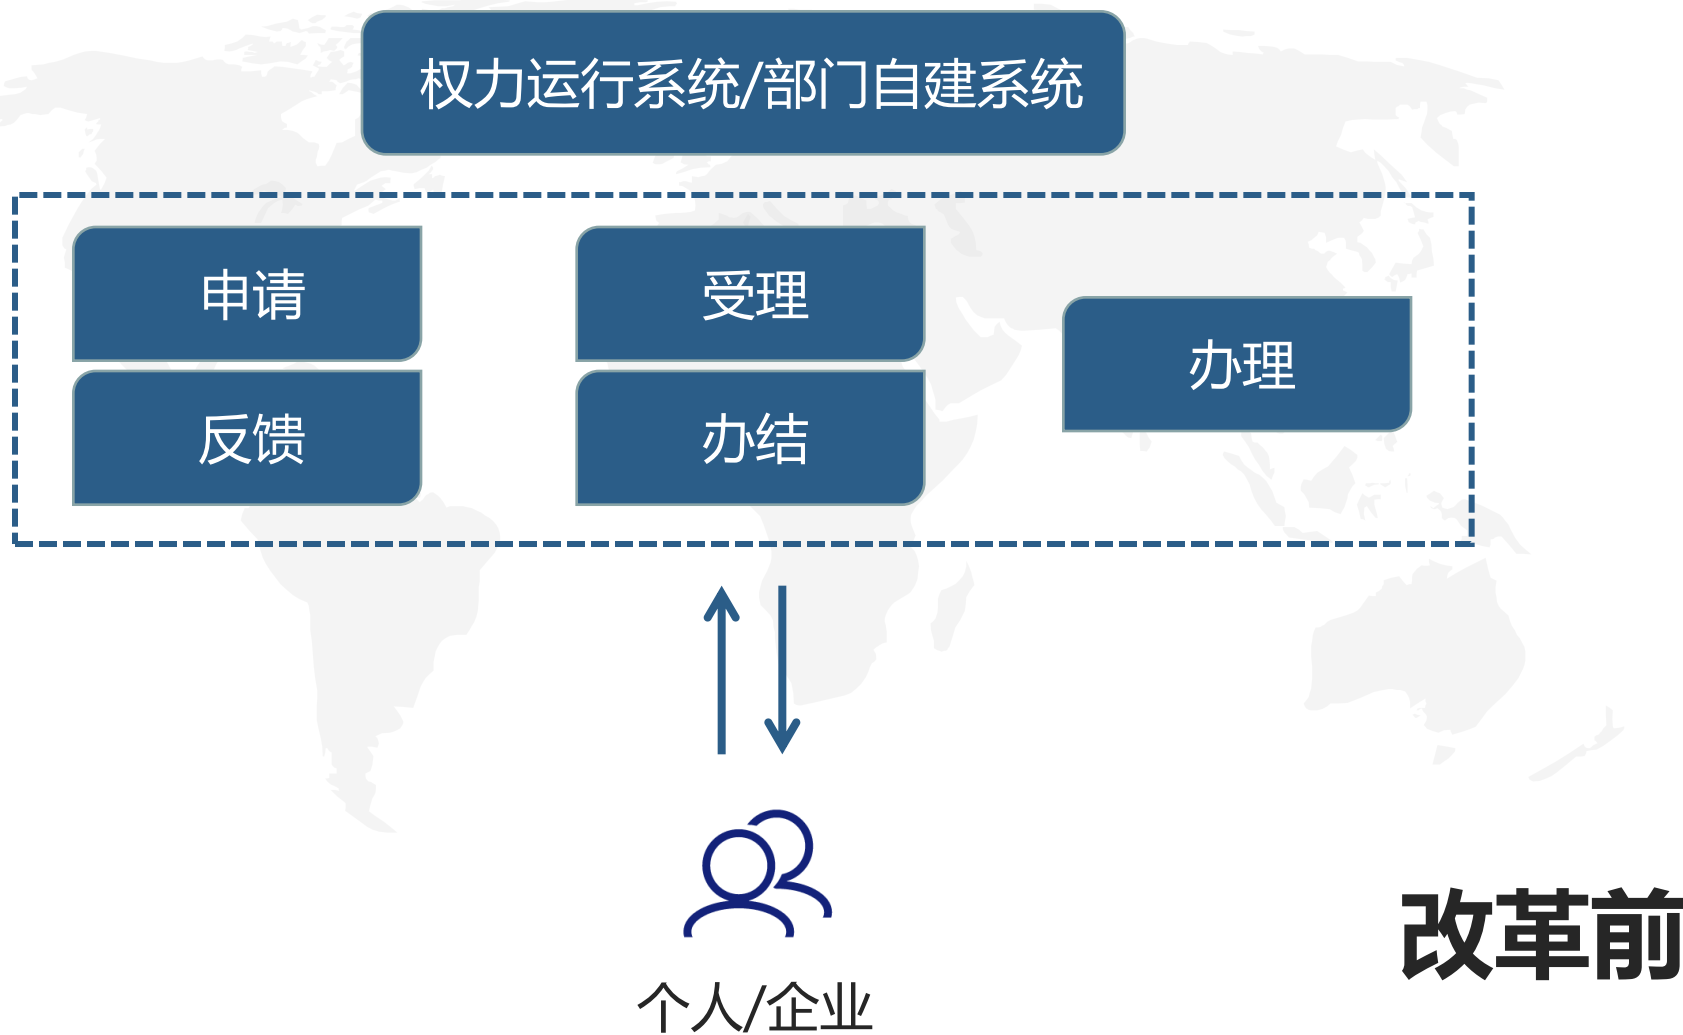 权力运行系统/部门自建系统
申请
受理
办理
反馈
办结
个人/企业
改革前